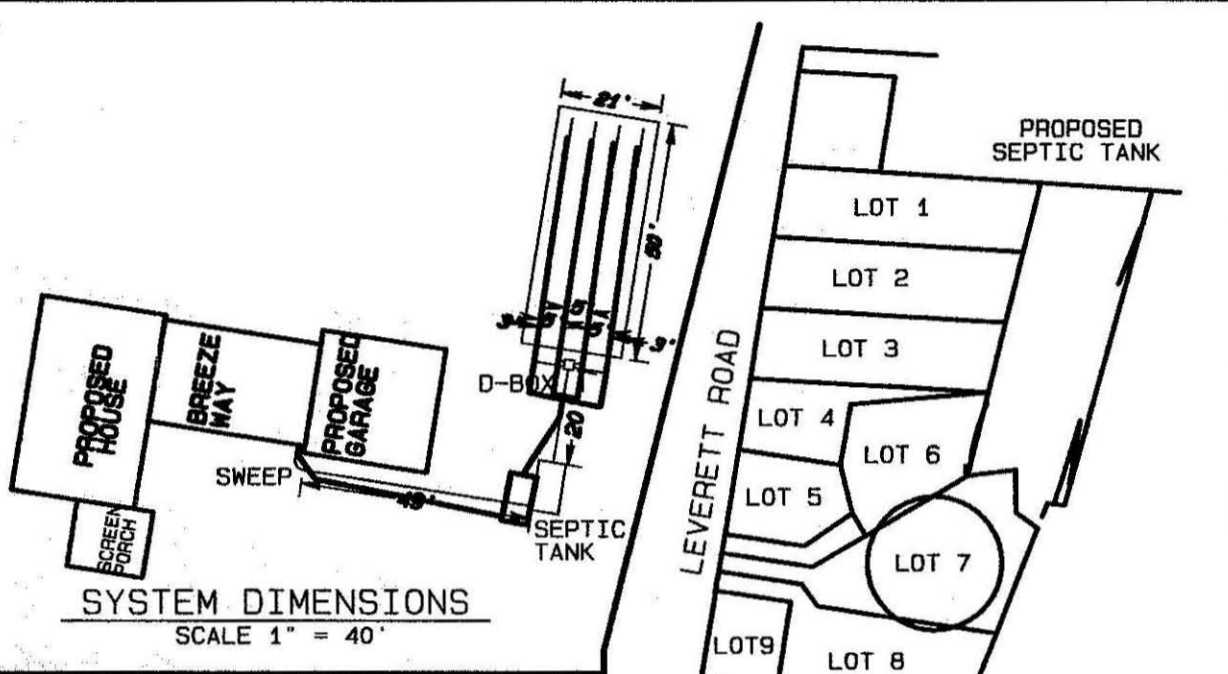 21'
50'
3'
5'
5'
5'
3'
D-BOX
20
PROPOSED
HOUSE
BREEZE
WAY
PROPOSED
GARAGE
SWEEP
SEPTIC
TANK
SCREEN
PORCH
SYSTEM DIMENSIONS
SCALE 1" = 40'
LEVERETT ROAD
PROPOSED
SEPTIC TANK
LOT 1
LOT 2
LOT 3
LOT 4
LOT 6
LOT 5
LOT 7
LOT9
LOT 8